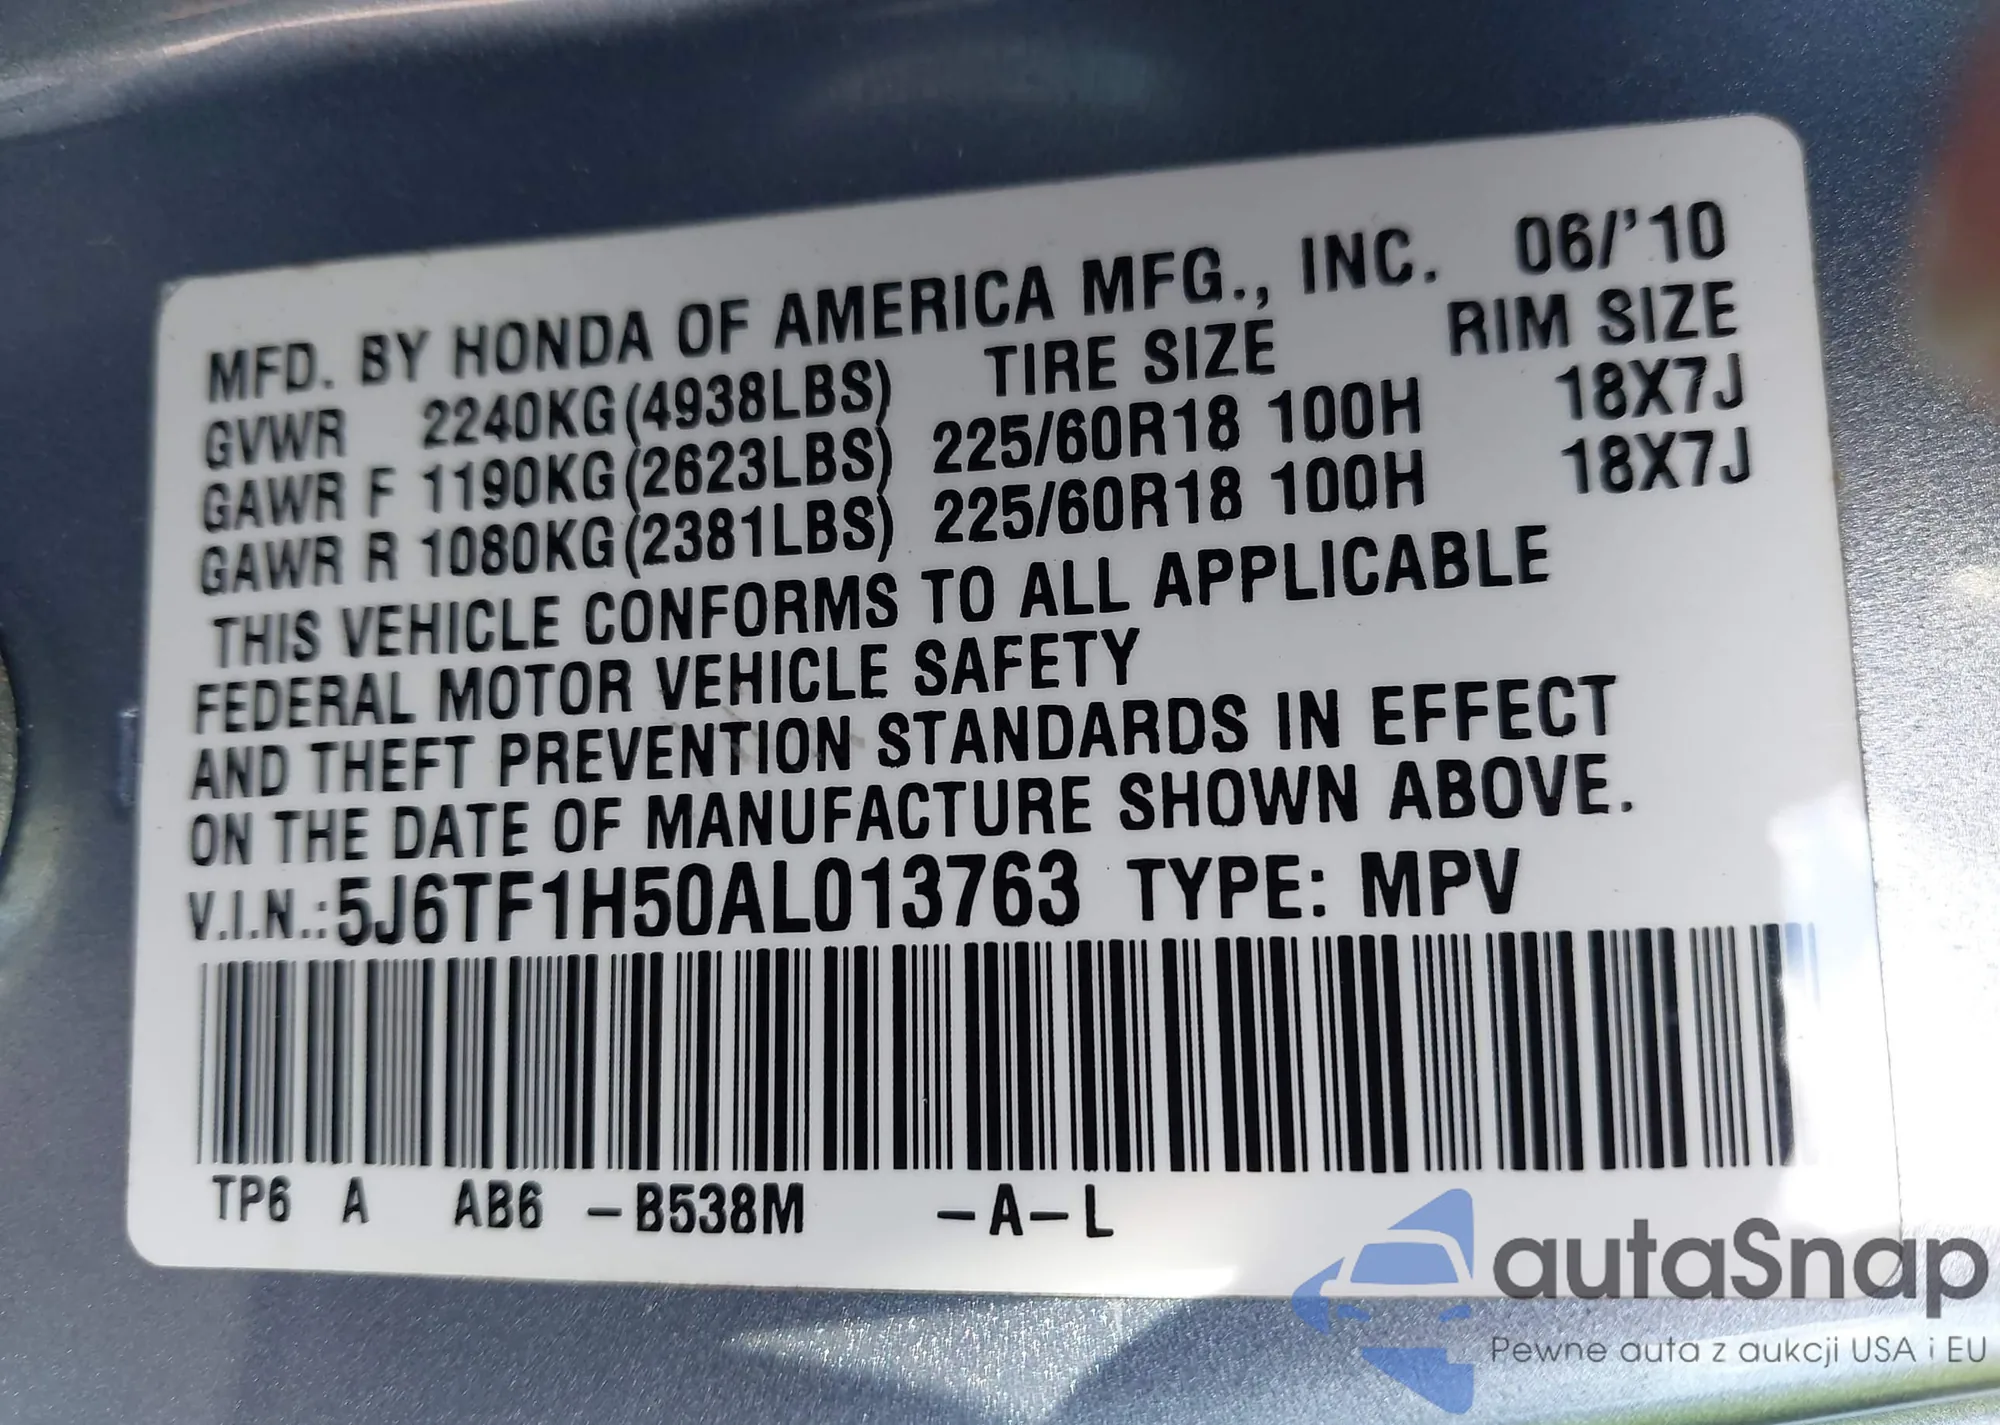 MFD. BY HONDA OF AMERICA MFG., INC. 06/'10
GVWR 2240KG(4938LBS) TIRE SIZE RIM SIZE
GAWR F 1190KG(2623LBS) 225/60R18 100H 18X7J
GAWR R 1080KG(2381LBS) 225/60R18 100H 18X7J
THIS VEHICLE CONFORMS TO ALL APPLICABLE
FEDERAL MOTOR VEHICLE SAFETY
AND THEFT PREVENTION STANDARDS IN EFFECT
ON THE DATE OF MANUFACTURE SHOWN ABOVE.
V.I.N.:5J6TF1H50AL013763 TYPE: MPV
TP6 A AB6 -B538M -A-L
autaSnap
Pewne auta z aukcji USA i EU